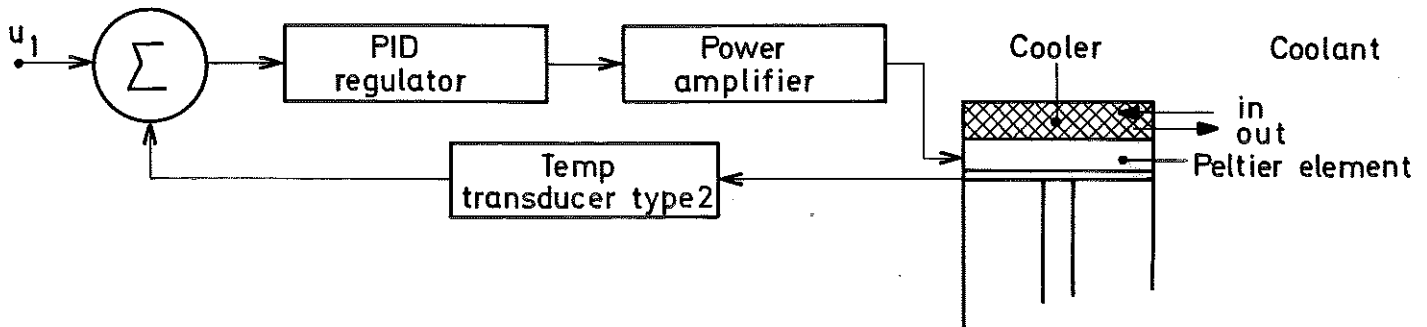 u₁
Σ
PID
regulator
Power
amplifier
Cooler
Coolant
in
out
Peltier element
Temp
transducer type2